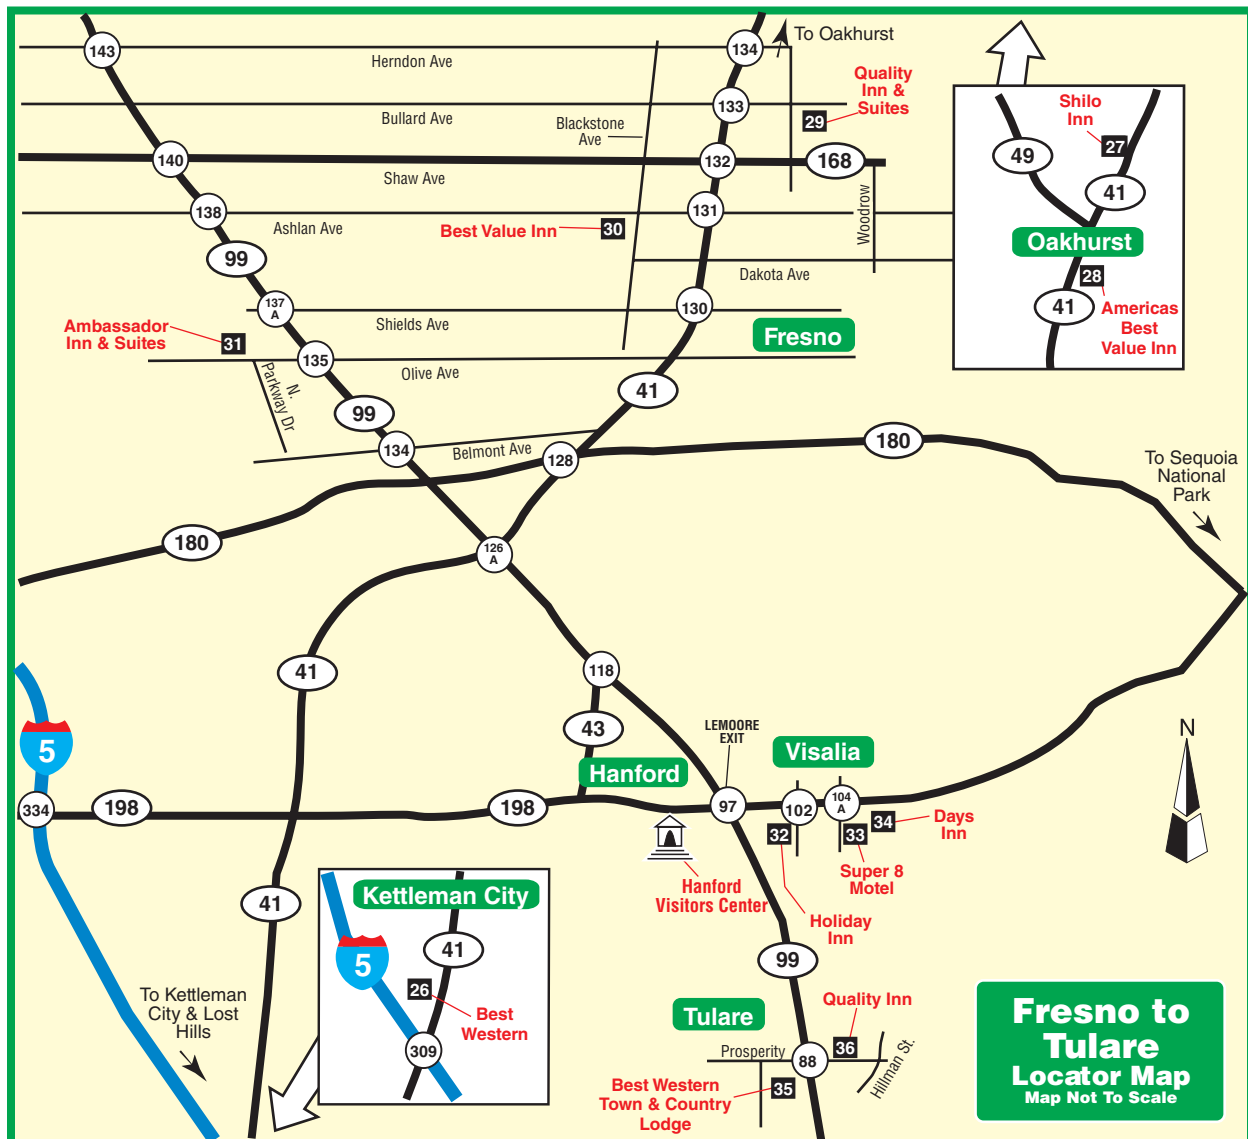 143
Herndon Ave
134
To Oakhurst
Quality
Inn &
Suites
29
133
Bullard Ave
Blackstone
Ave
140
Shaw Ave
132
168
138
Ashlan Ave
131
Woodrow
Best Value Inn
30
99
Dakota Ave
137
A
Shields Ave
130
Fresno
Ambassador
Inn & Suites
31
135
Olive Ave
N.
Parkway Dr
99
41
134
Belmont Ave
128
180
180
To Sequoia
National
Park
126
A
Shilo
Inn
27
49
41
Oakhurst
28
41
Americas
Best
Value Inn
41
118
43
5
LEMOORE
EXIT
Visalia
Hanford
334
198
198
97
102
104
A
32
33
34
Days
Inn
Super 8
Motel
Hanford
Visitors Center
Holiday
Inn
N
41
Kettleman City
5
41
26
Best
Western
309
To Kettleman
City & Lost
Hills
99
Tulare
Quality Inn
36
Prosperity
88
Hillman St.
Best Western
Town & Country
Lodge
35
Fresno to
Tulare
Locator Map
Map Not To Scale